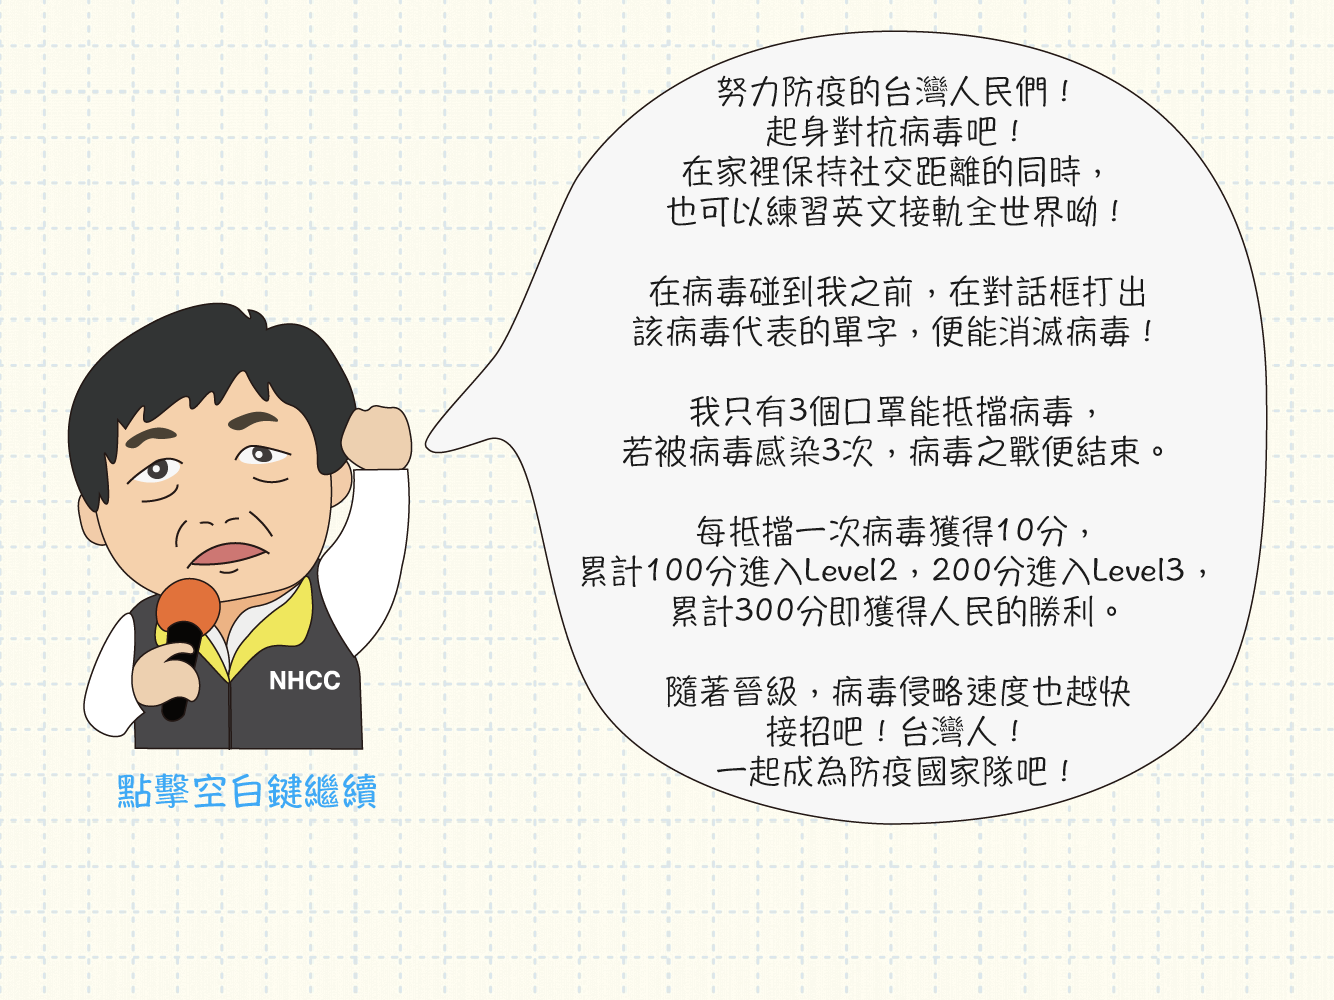 努力防疫的台灣人民們！
起身對抗病毒吧！
在家裡保持社交距離的同時，
也可以練習英文接軌全世界呦！
在病毒碰到我之前，在對話框打出
該病毒代表的單字，便能消滅病毒！
我只有3個口罩能抵擋病毒，
若被病毒感染3次，病毒之戰便結束。
每抵擋一次病毒獲得10分，
累計100分進入Level2，200分進入Level3，
累計300分即獲得人民的勝利。
隨著晉級，病毒侵略速度也越快
接招吧！台灣人！
一起成為防疫國家隊吧！
NHCC
點擊空白鍵繼續